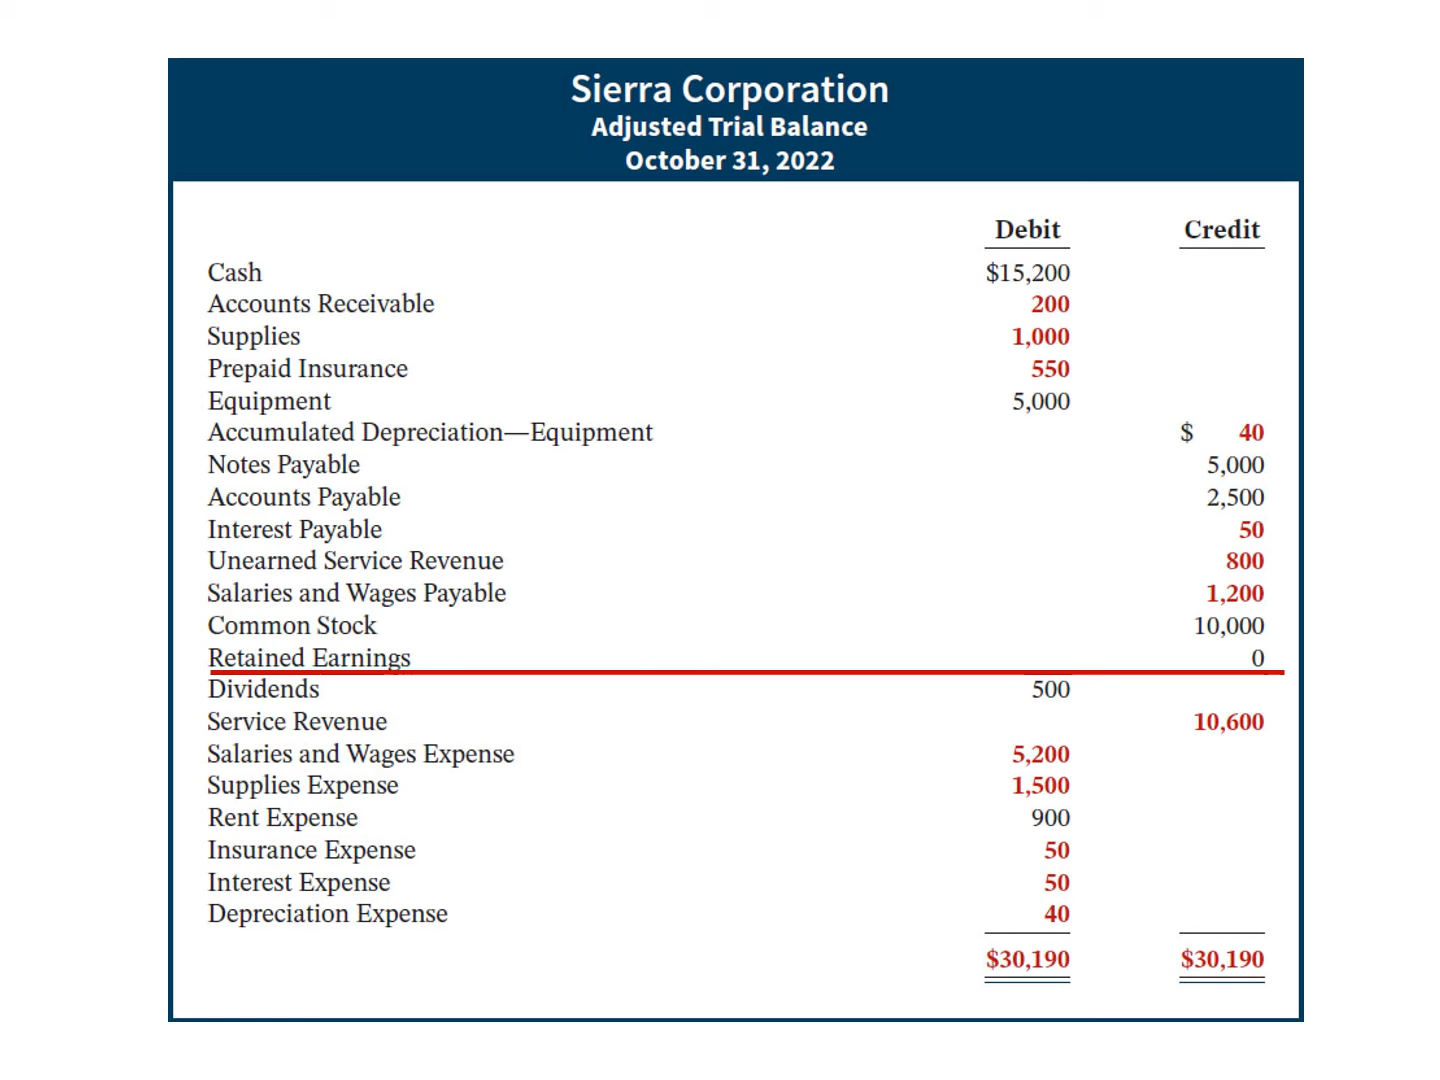 Sierra Corporation
Adjusted Trial Balance
October 31, 2022
Debit Credit
Cash $15,200
Accounts Receivable 200
Supplies 1,000
Prepaid Insurance 550
Equipment 5,000
Accumulated Depreciation—Equipment $ 40
Notes Payable 5,000
Accounts Payable 2,500
Interest Payable 50
Unearned Service Revenue 800
Salaries and Wages Payable 1,200
Common Stock 10,000
Retained Earnings 0
Dividends 500
Service Revenue 10,600
Salaries and Wages Expense 5,200
Supplies Expense 1,500
Rent Expense 900
Insurance Expense 50
Interest Expense 50
Depreciation Expense 40
$30,190 $30,190